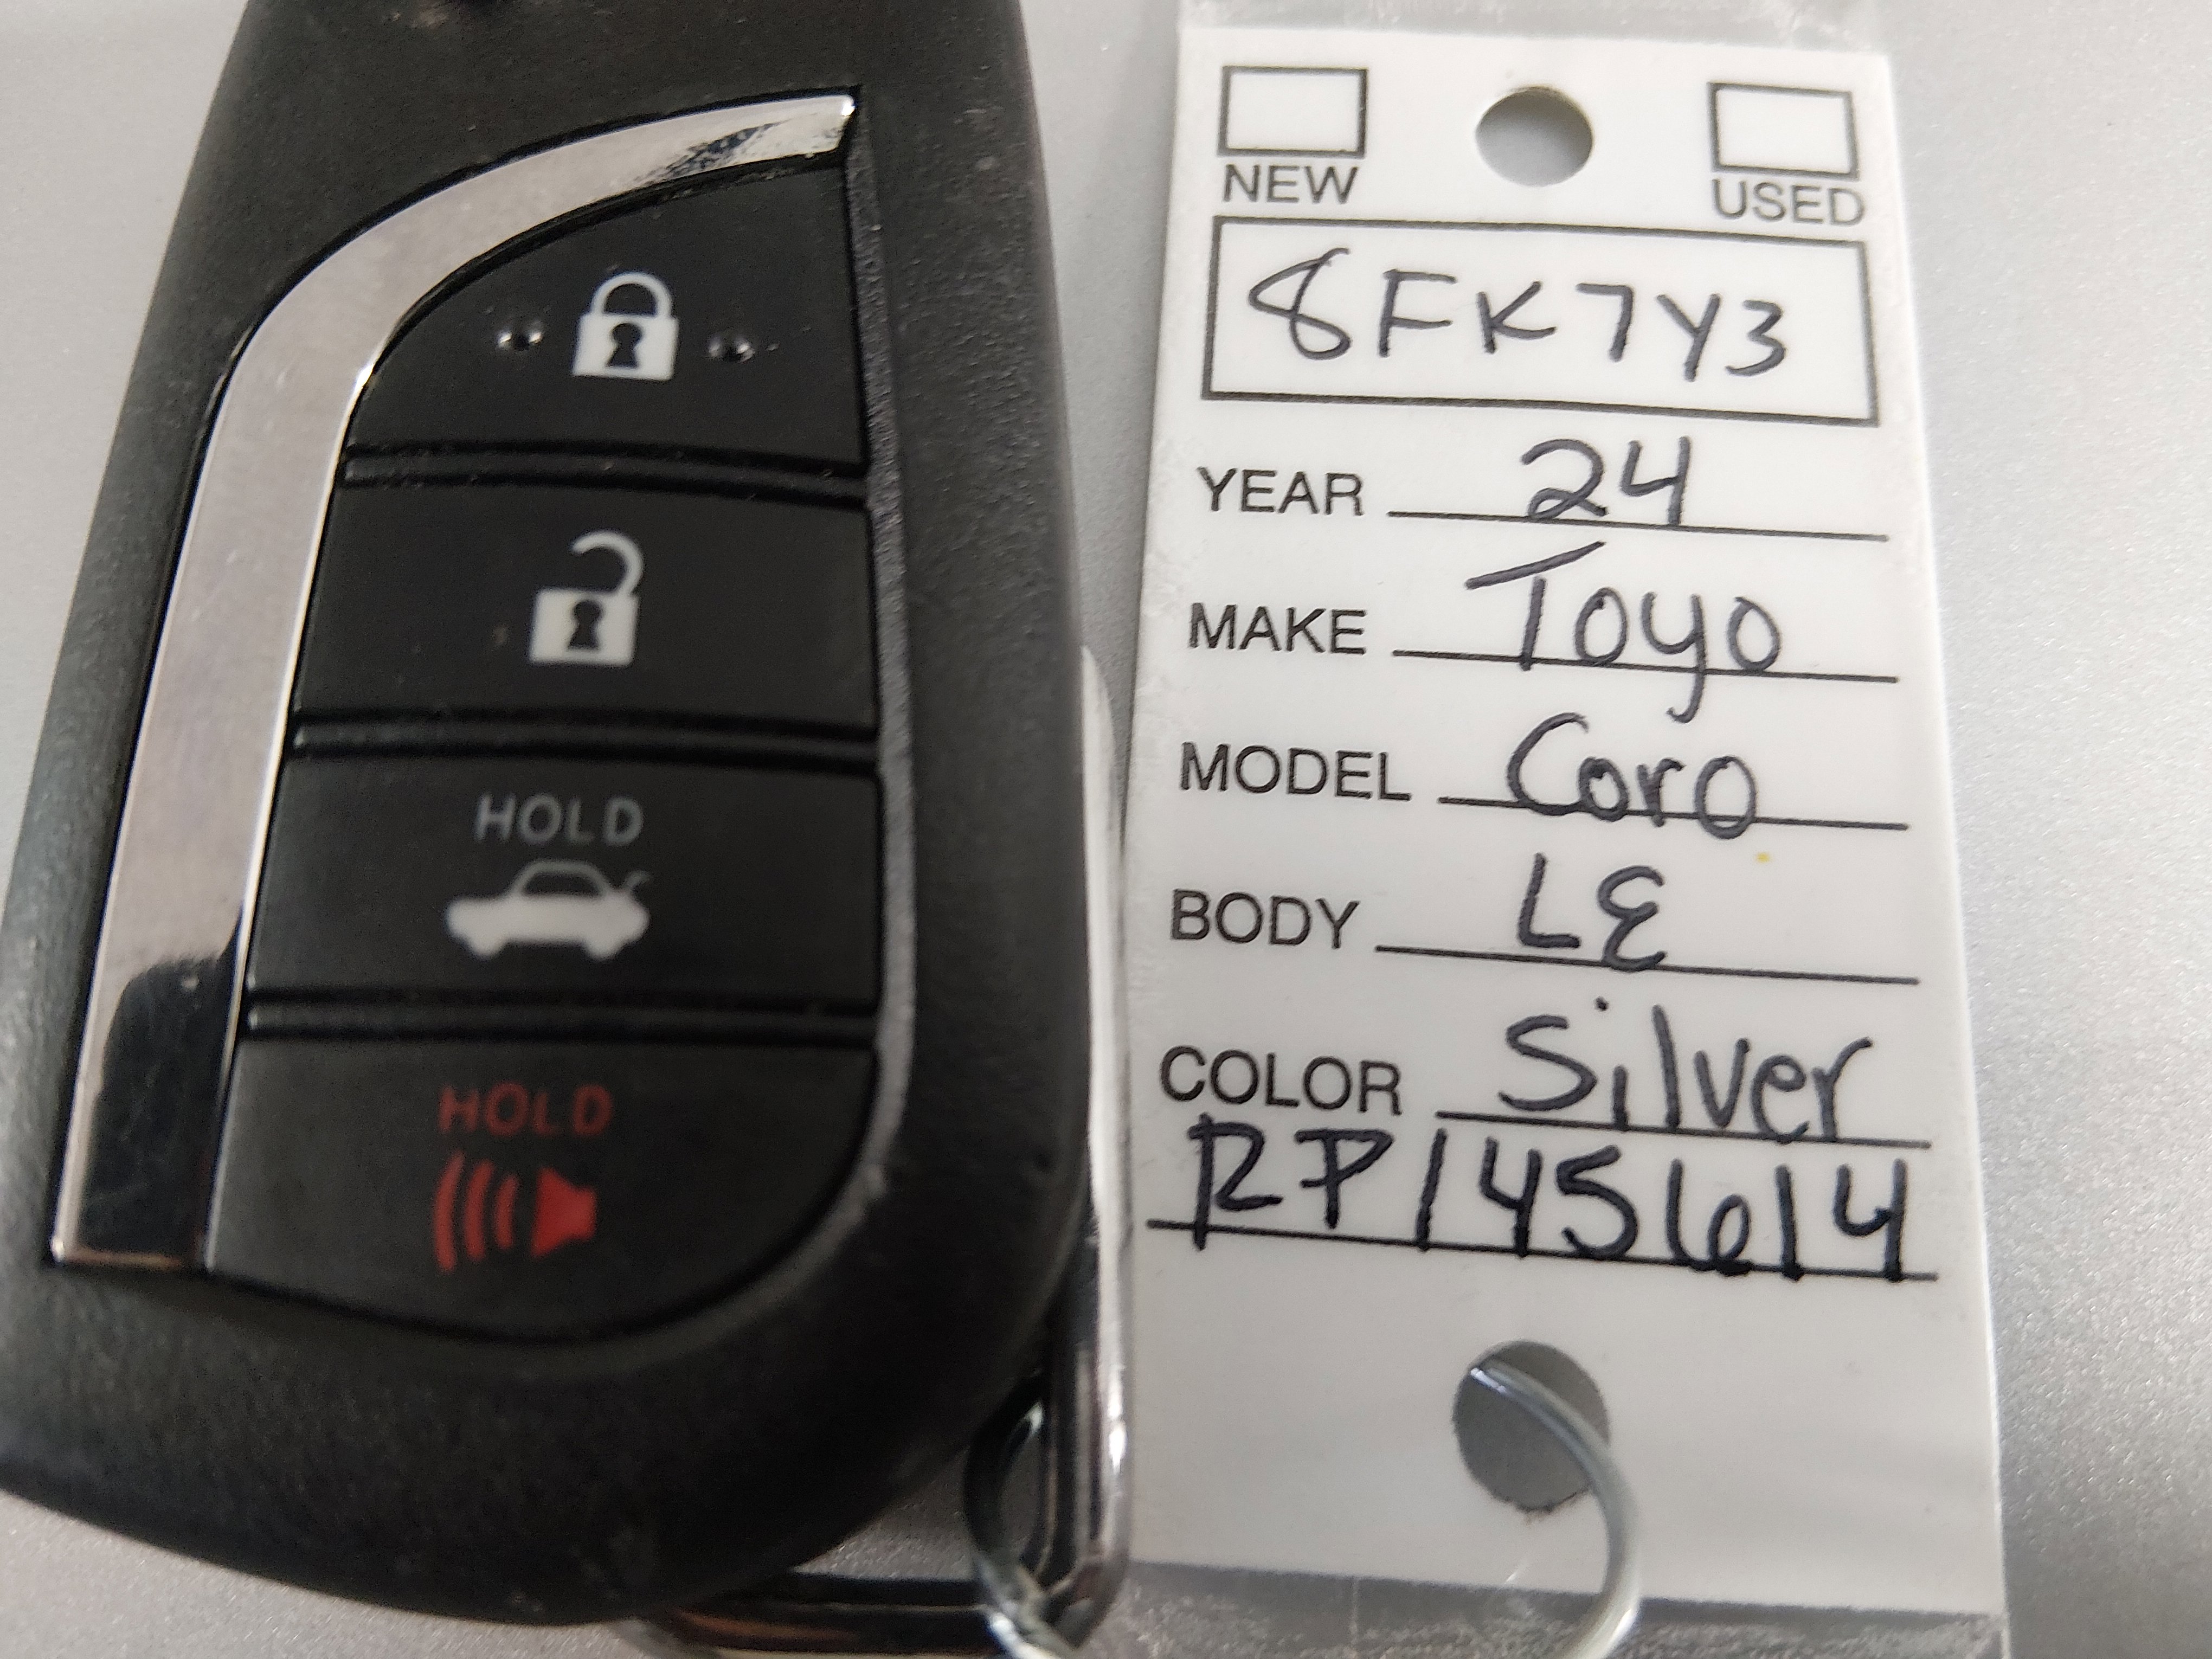 HOLD
HOLD
NEW USED
8FK7Y3
YEAR 24
MAKE Toyo
MODEL Coro
BODY LE
COLOR Silver
RP145614